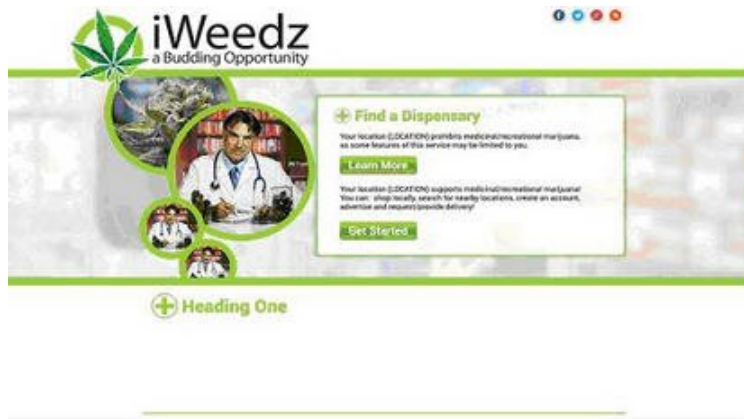 iWeedz
a Budding Opportunity
Find a Dispensary
Your location (LOCATION) prohibits medicinal/recreational marijuana,
so some features of this service may be limited to you.
Learn More
Your location (LOCATION) supports medicinal/recreational marijuana!
You can: shop locally, search for nearby locations, create an account,
advertise and request/provide delivery!
Get Started
Heading One